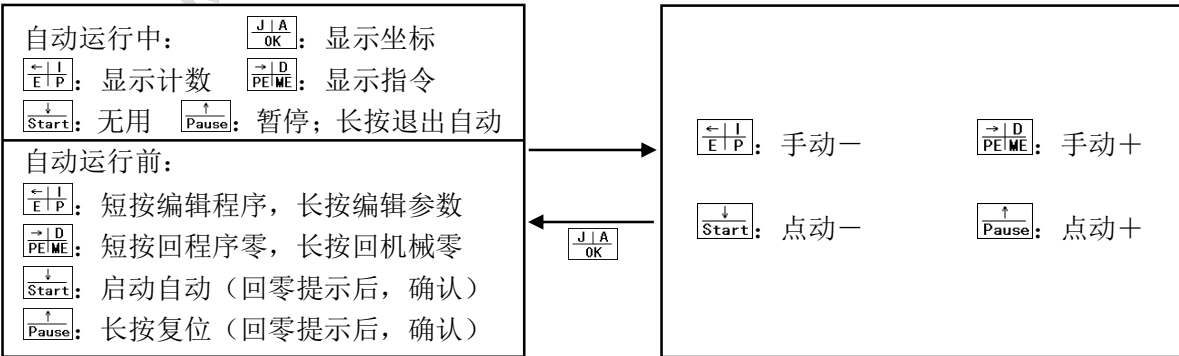 自动运行中： J|A OK：显示坐标
←|I E|P：显示计数 →|D PE|ME：显示指令
↓ Start：无用 ↑ Pause：暂停；长按退出自动
自动运行前：
←|I E|P：短按编辑程序，长按编辑参数
→|D PE|ME：短按回程序零，长按回机械零
↓ Start：启动自动（回零提示后，确认）
↑ Pause：长按复位（回零提示后，确认）
J|A OK
←|I E|P：手动－ →|D PE|ME：手动＋
↓ Start：点动－ ↑ Pause：点动＋